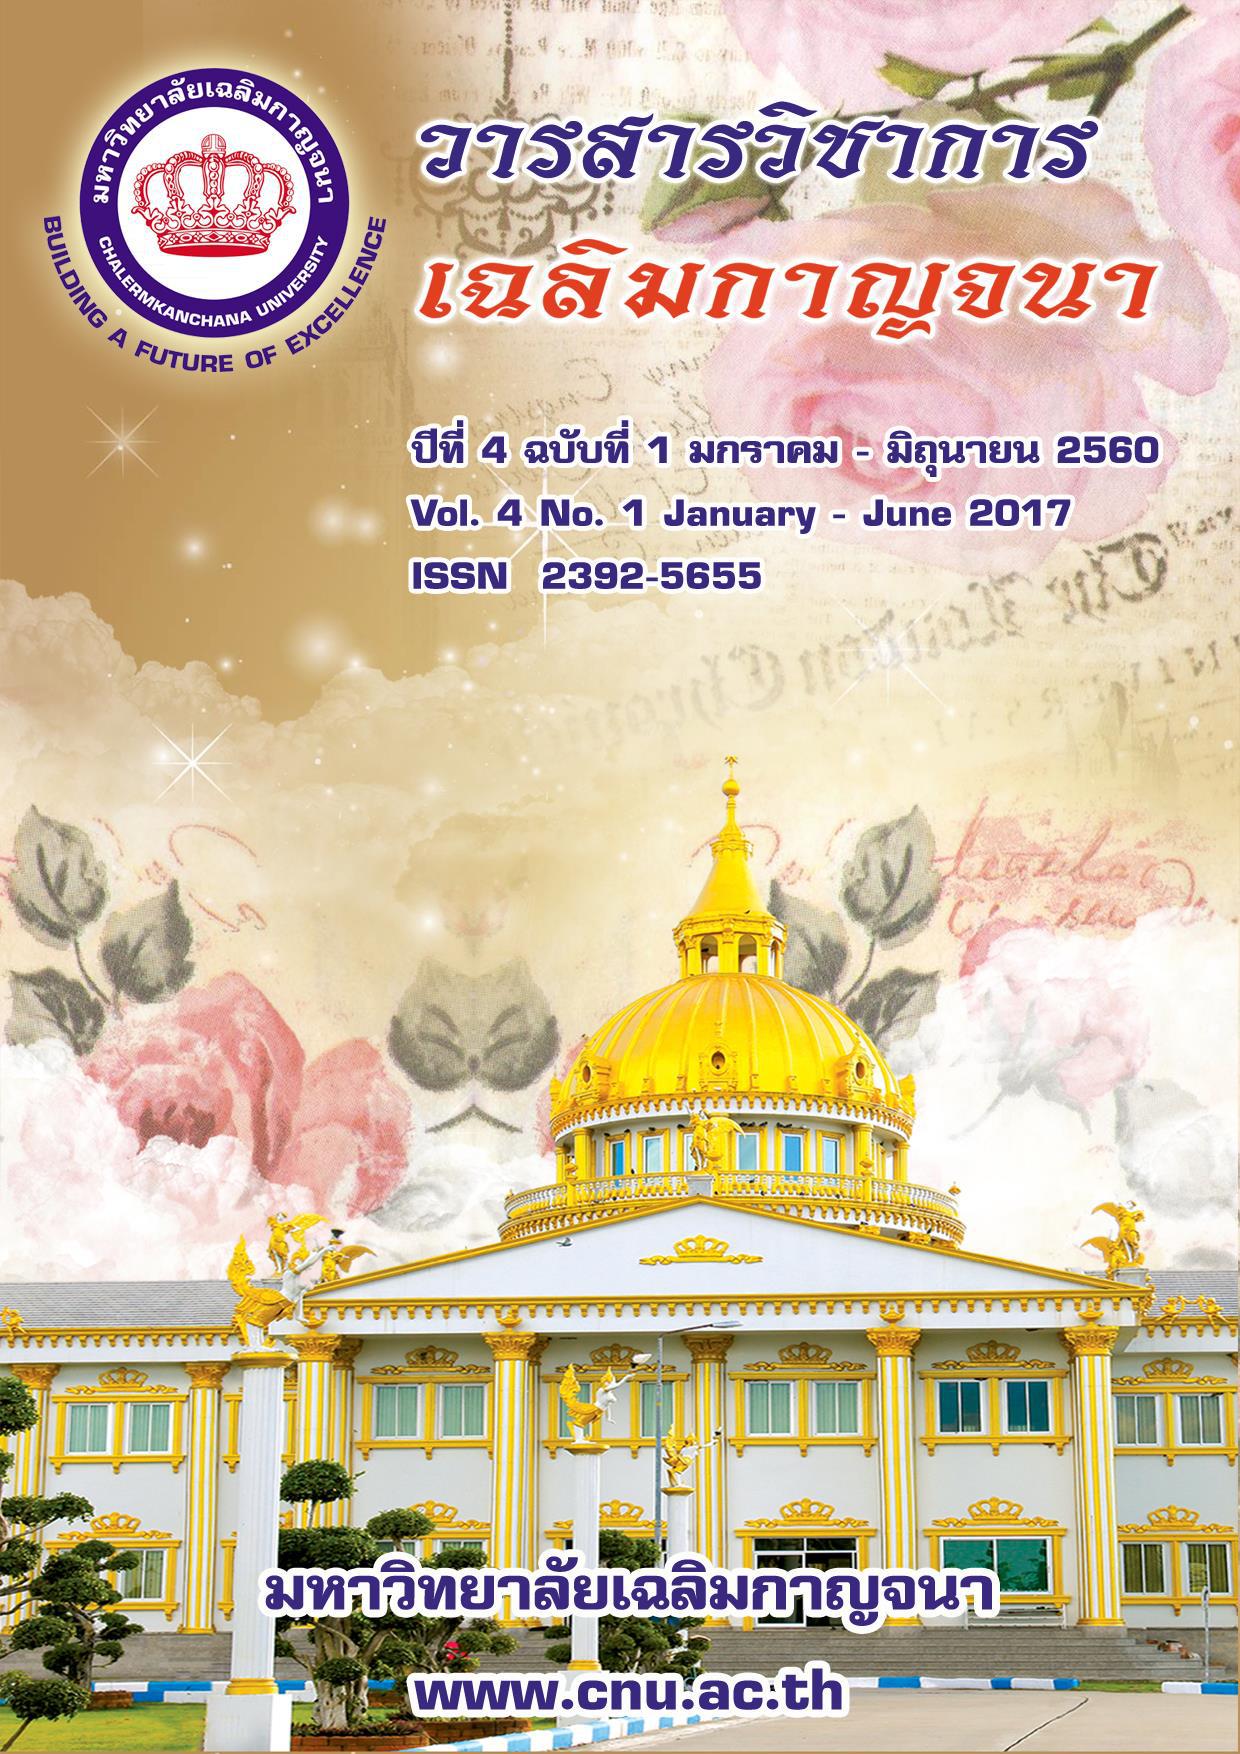 มหาวิทยาลัยเฉลิมกาญจนา
CHALERMKANCHANA UNIVERSITY
BUILDING A FUTURE OF EXCELLENCE
วารสารวิชาการ
เฉลิมกาญจนา
ปีที่ 4 ฉบับที่ 1 มกราคม - มิถุนายน 2560
Vol. 4 No. 1 January - June 2017
ISSN 2392-5655
มหาวิทยาลัยเฉลิมกาญจนา
www.cnu.ac.th